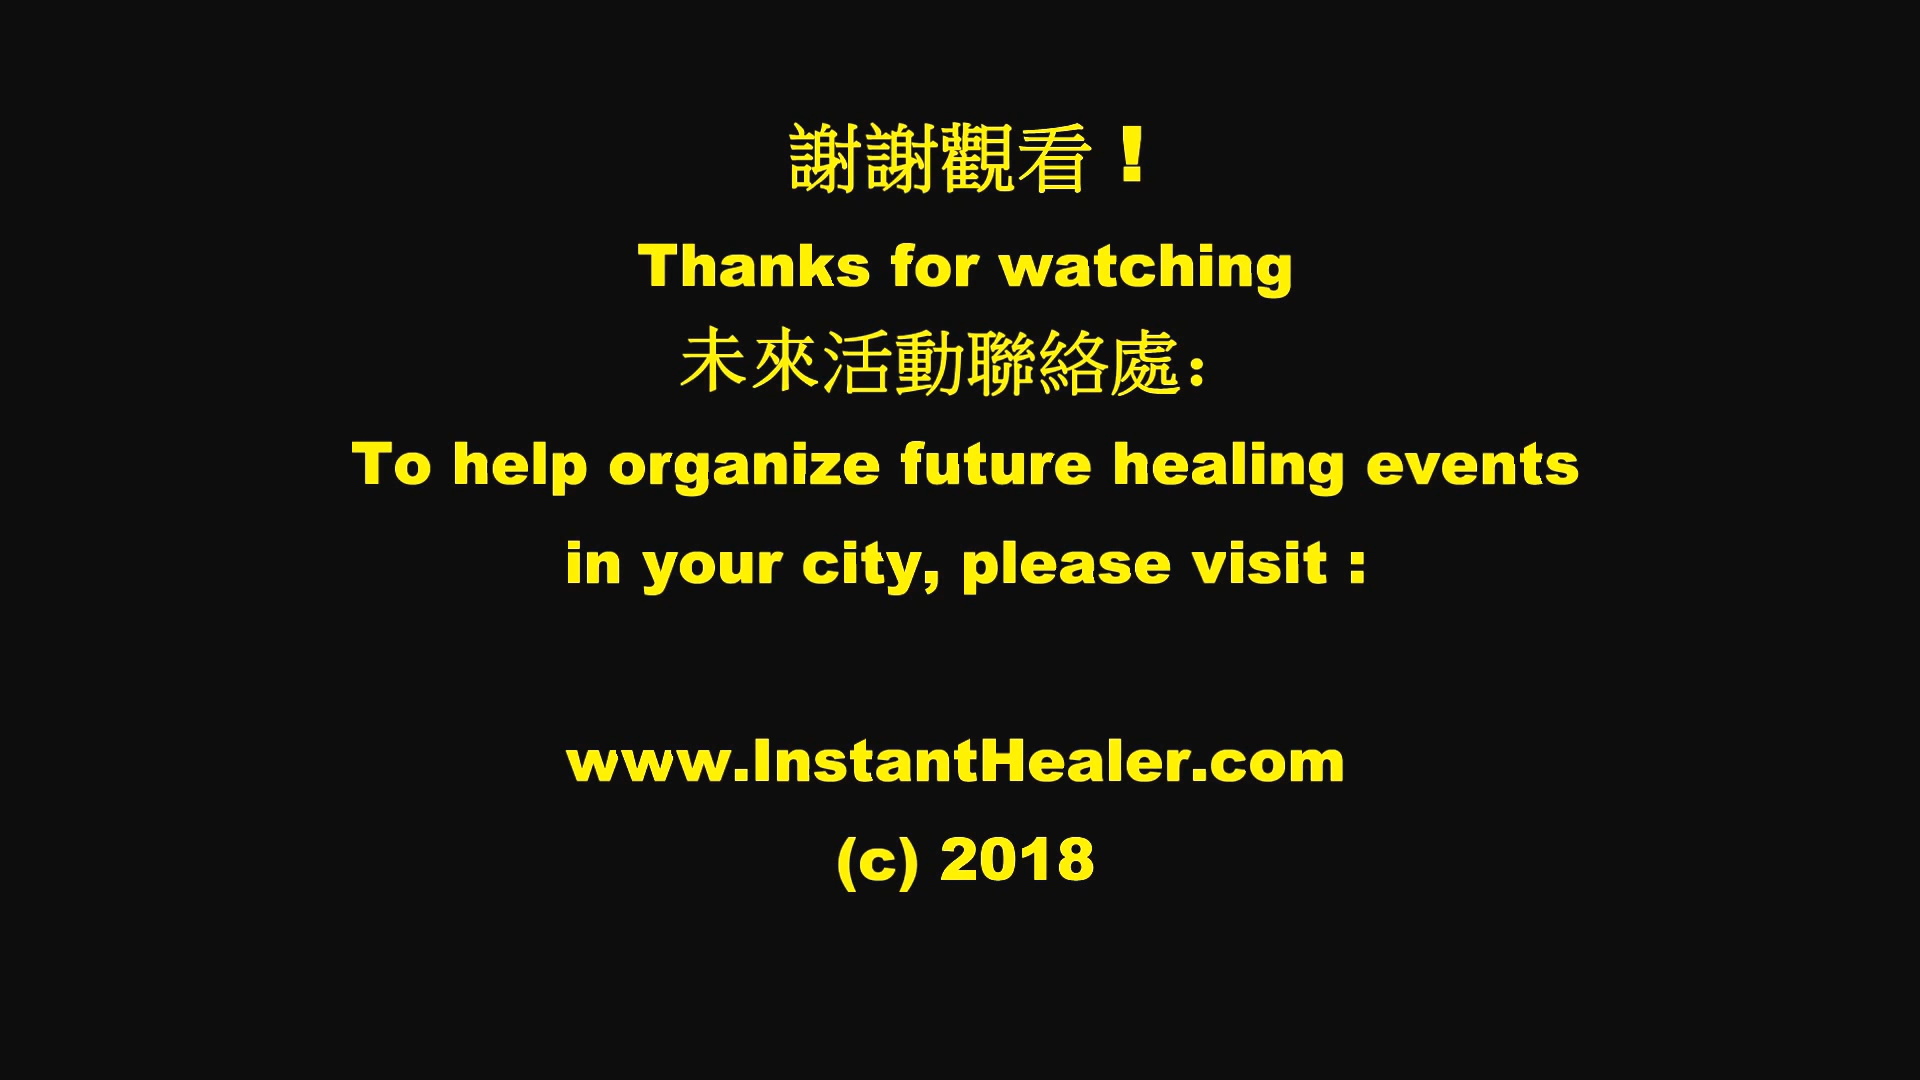 謝謝觀看！
Thanks for watching
未來活動聯絡處：
To help organize future healing events
in your city, please visit :
www.InstantHealer.com
(c) 2018